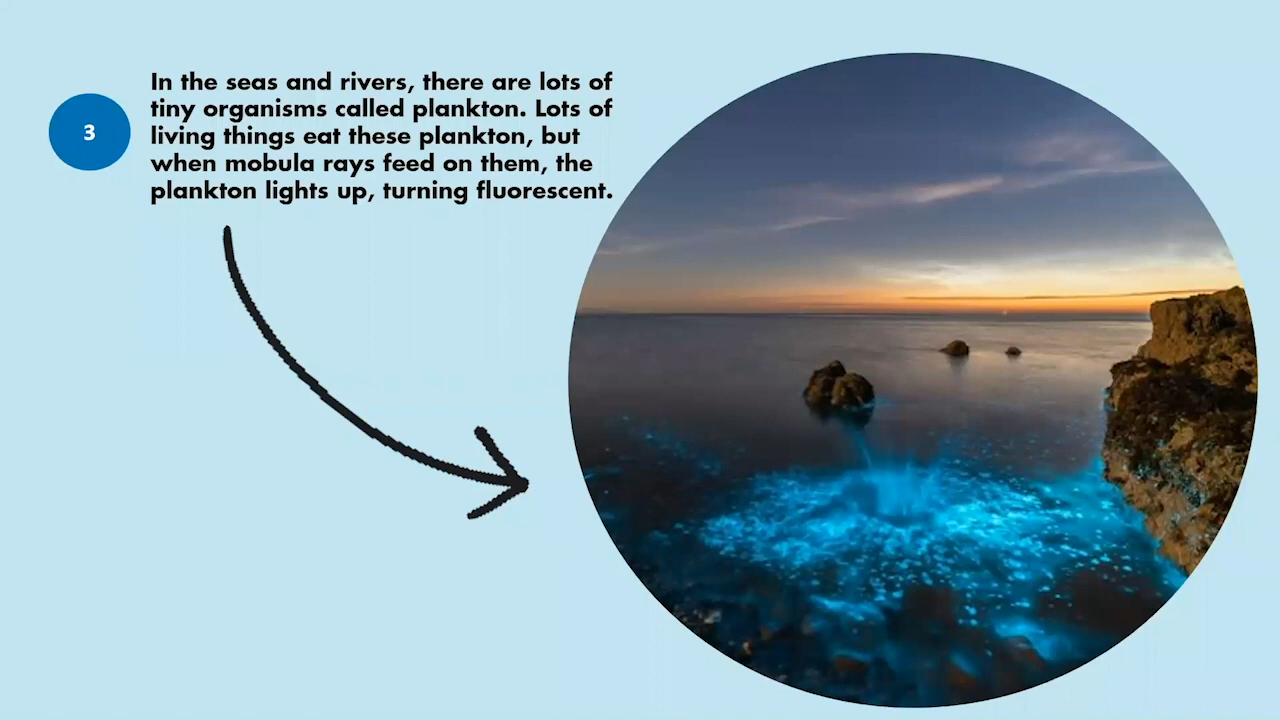 3
In the seas and rivers, there are lots of
tiny organisms called plankton. Lots of
living things eat these plankton, but
when mobula rays feed on them, the
plankton lights up, turning fluorescent.